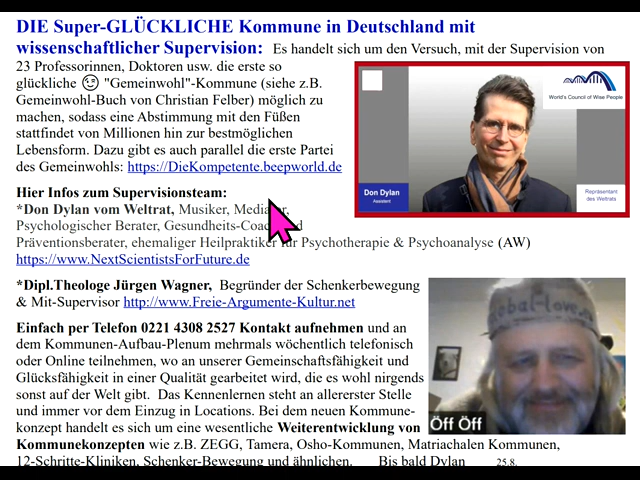 DIE Super-GLÜCKLICHE Kommune in Deutschland mit
wissenschaftlicher Supervision: Es handelt sich um den Versuch, mit der Supervision von
23 Professorinnen, Doktoren usw. die erste so
glückliche 😉 "Gemeinwohl"-Kommune (siehe z.B.
Gemeinwohl-Buch von Christian Felber) möglich zu
machen, sodass eine Abstimmung mit den Füßen
stattfindet von Millionen hin zur bestmöglichen
Lebensform. Dazu gibt es auch parallel die erste Partei
des Gemeinwohls: https://DieKompetente.beepworld.de
World's Council of Wise People
Don Dylan
Assistent
Repräsentant
des Weltrats
Hier Infos zum Supervisionsteam:
*Don Dylan vom Weltrat, Musiker,
Psychologischer Berater, Gesundheits-
Präventionsberater, ehemaliger Heilpraktiker für Psychotherapie & Psychoanalyse (AW)
https://www.NextScientistsForFuture.de
*Dipl.Theologe Jürgen Wagner, Begründer der Schenkerbewegung
& Mit-Supervisor http://www.Freie-Argumente-Kultur.net
Einfach per Telefon 0221 4308 2527 Kontakt aufnehmen und an
dem Kommunen-Aufbau-Plenum mehrmals wöchentlich telefonisch
oder Online teilnehmen, wo an unserer Gemeinschaftsfähigkeit und
Glücksfähigkeit in einer Qualität gearbeitet wird, die es wohl nirgends
sonst auf der Welt gibt. Das Kennenlernen steht an allererster Stelle
und immer vor dem Einzug in Locations. Bei dem neuen Kommune-
konzept handelt es sich um eine wesentliche Weiterentwicklung von
Kommunekonzepten wie z.B. ZEGG, Tamera, Osho-Kommunen, Matriachalen Kommunen,
12-Schritte-Kliniken, Schenker-Bewegung und ähnlichen. Bis bald Dylan 25.8.
global-love
Öff Öff